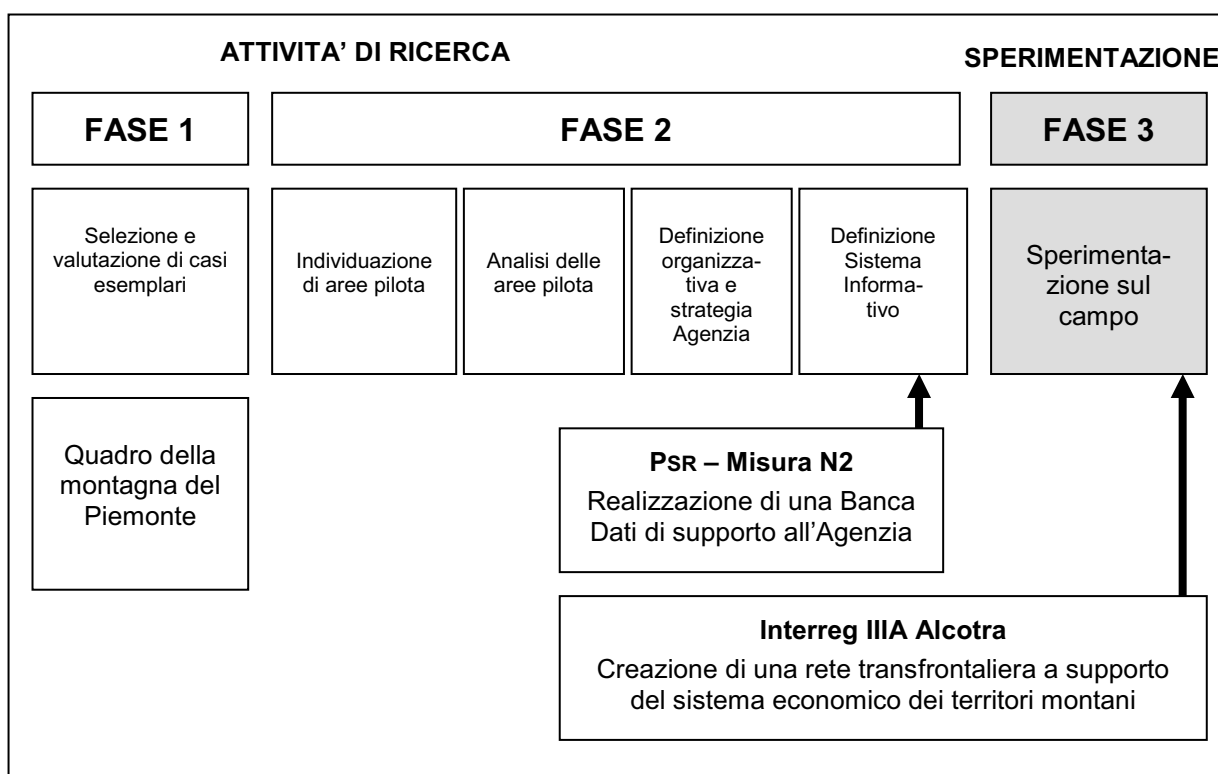 ATTIVITA’ DI RICERCA
SPERIMENTAZIONE
FASE 1
FASE 2
FASE 3
Selezione e
valutazione di casi
esemplari
Individuazione
di aree pilota
Analisi delle
aree pilota
Definizione
organizza-
tiva e
strategia
Agenzia
Definizione
Sistema
Informa-
tivo
Sperimenta-
zione sul
campo
Quadro della
montagna del
Piemonte
PSR – Misura N2
Realizzazione di una Banca
Dati di supporto all’Agenzia
Interreg IIIA Alcotra
Creazione di una rete transfrontaliera a supporto
del sistema economico dei territori montani